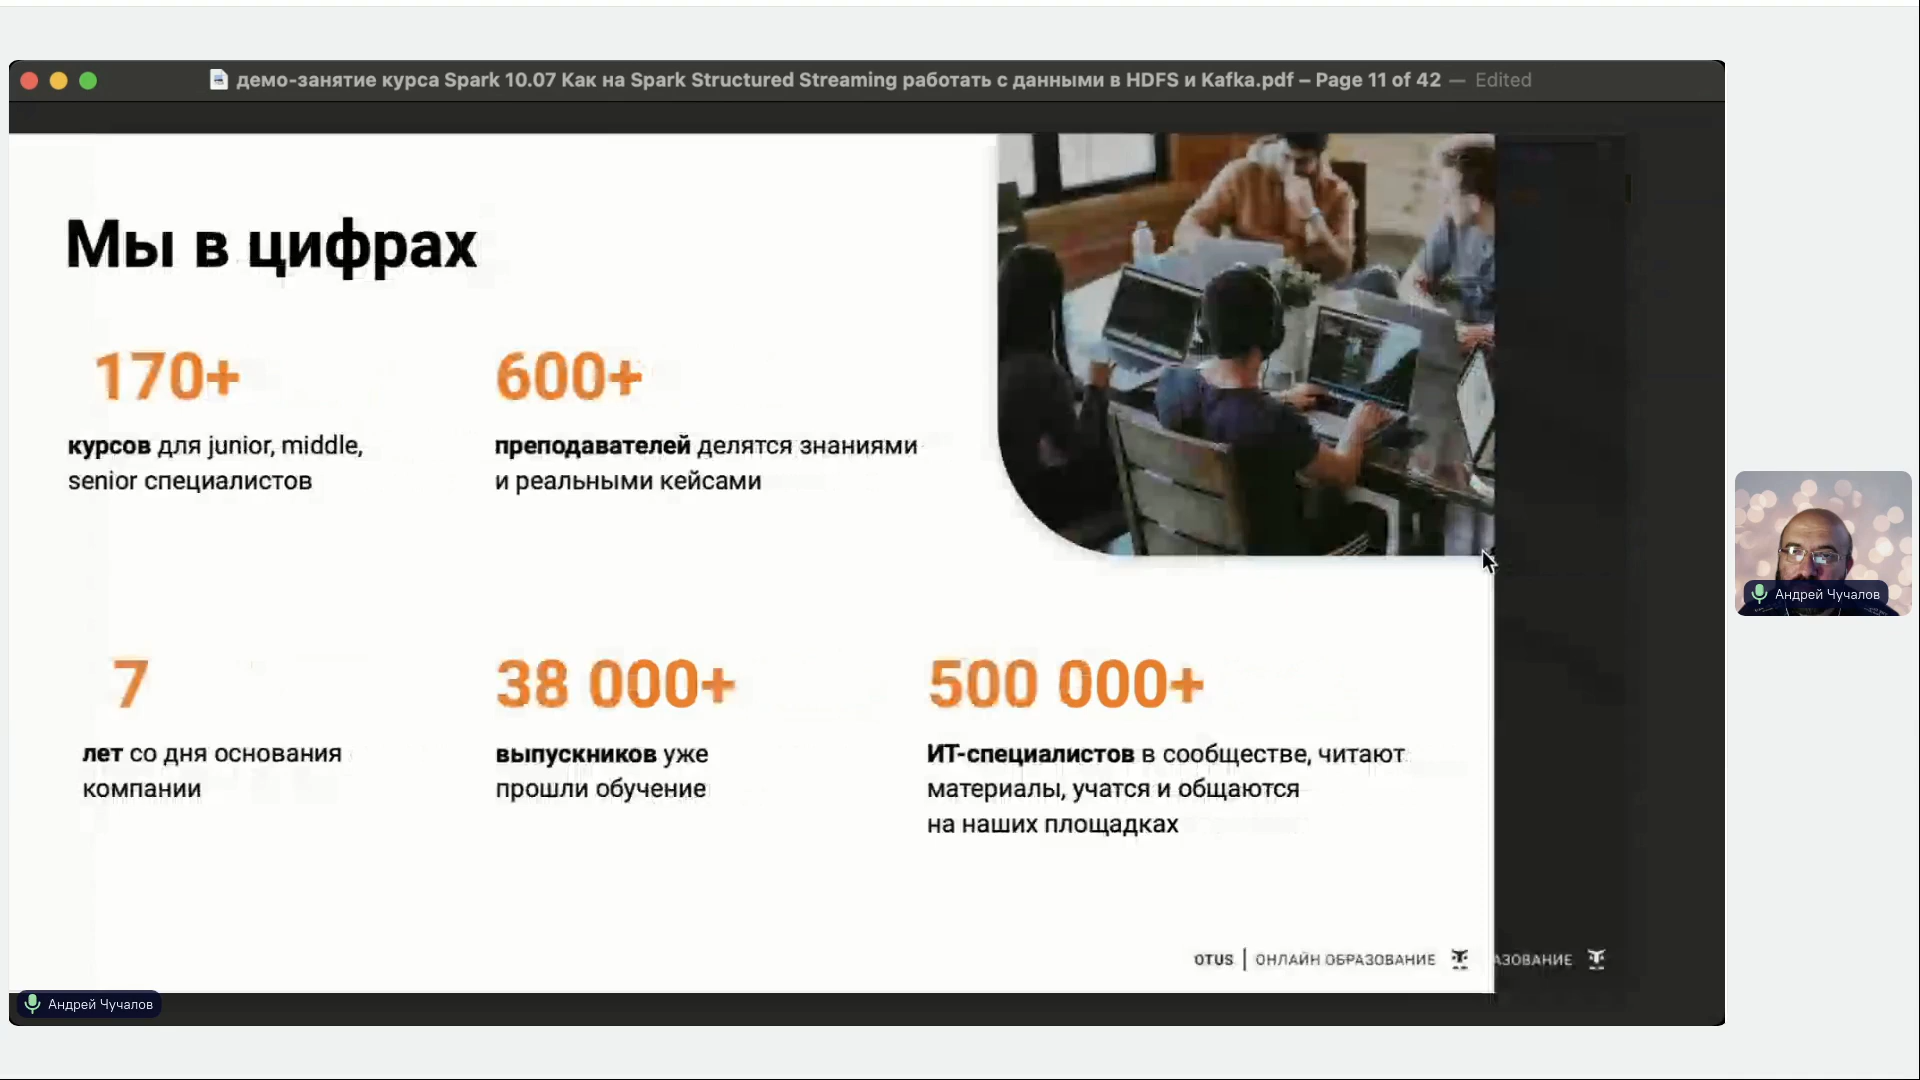 демо-занятие курса Spark 10.07 Как на Spark Structured Streaming работать с данными в HDFS и Kafka.pdf – Page 11 of 42 — Edited
Мы в цифрах
170+
курсов для junior, middle,
senior специалистов
600+
преподавателей делятся знаниями
и реальными кейсами
7
лет со дня основания
компании
38 000+
выпускников уже
прошли обучение
500 000+
ИТ-специалистов в сообществе, читают
материалы, учатся и общаются
на наших площадках
OTUS | ОНЛАЙН ОБРАЗОВАНИЕ
АЗОВАНИЕ
Андрей Чучалов
Андрей Чучалов